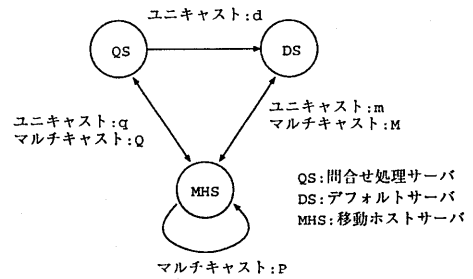 ユニキャスト:d
QS
DS
ユニキャスト:q
マルチキャスト:Q
ユニキャスト:m
マルチキャスト:M
MHS
QS:問合せ処理サーバ
DS:デフォルトサーバ
MHS:移動ホストサーバ
マルチキャスト:P